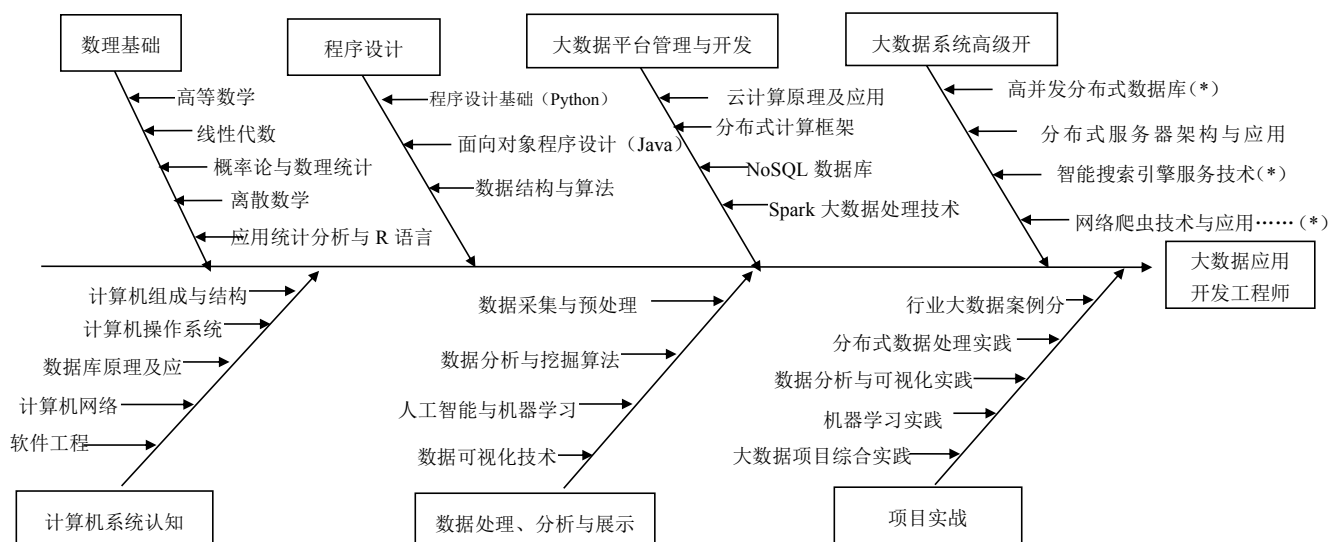 数理基础
程序设计
大数据平台管理与开发
大数据系统高级开
高等数学
线性代数
概率论与数理统计
离散数学
应用统计分析与 R 语言
程序设计基础（Python）
面向对象程序设计（Java）
数据结构与算法
云计算原理及应用
分布式计算框架
NoSQL 数据库
Spark 大数据处理技术
高并发分布式数据库(*)
分布式服务器架构与应用
智能搜索引擎服务技术(*)
网络爬虫技术与应用……(*)
大数据应用
开发工程师
计算机组成与结构
计算机操作系统
数据库原理及应
计算机网络
软件工程
数据采集与预处理
数据分析与挖掘算法
人工智能与机器学习
数据可视化技术
行业大数据案例分
分布式数据处理实践
数据分析与可视化实践
机器学习实践
大数据项目综合实践
计算机系统认知
数据处理、分析与展示
项目实战